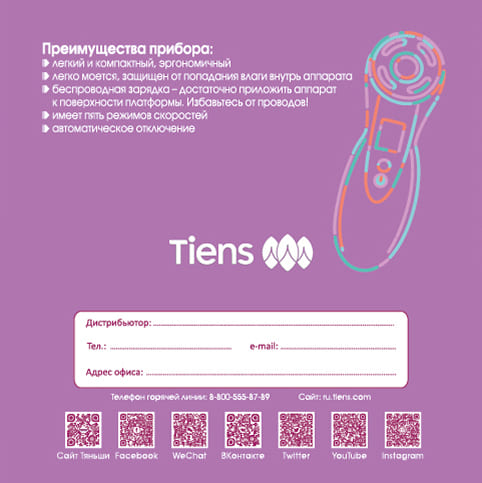 Преимущества прибора:
легкий и компактный, эргономичный
легко моется, защищен от попадания влаги внутрь аппарата
беспроводная зарядка – достаточно приложить аппарат
к поверхности платформы. Избавьтесь от проводов!
имеет пять режимов скоростей
автоматическое отключение
Tiens
Дистрибьютор:
Тел.: e-mail:
Адрес офиса:
Телефон горячей линии: 8-800-555-87-89 Сайт: ru.tiens.com
Сайт Тяньши Facebook WeChat ВКонтакте Twitter YouTube Instagram